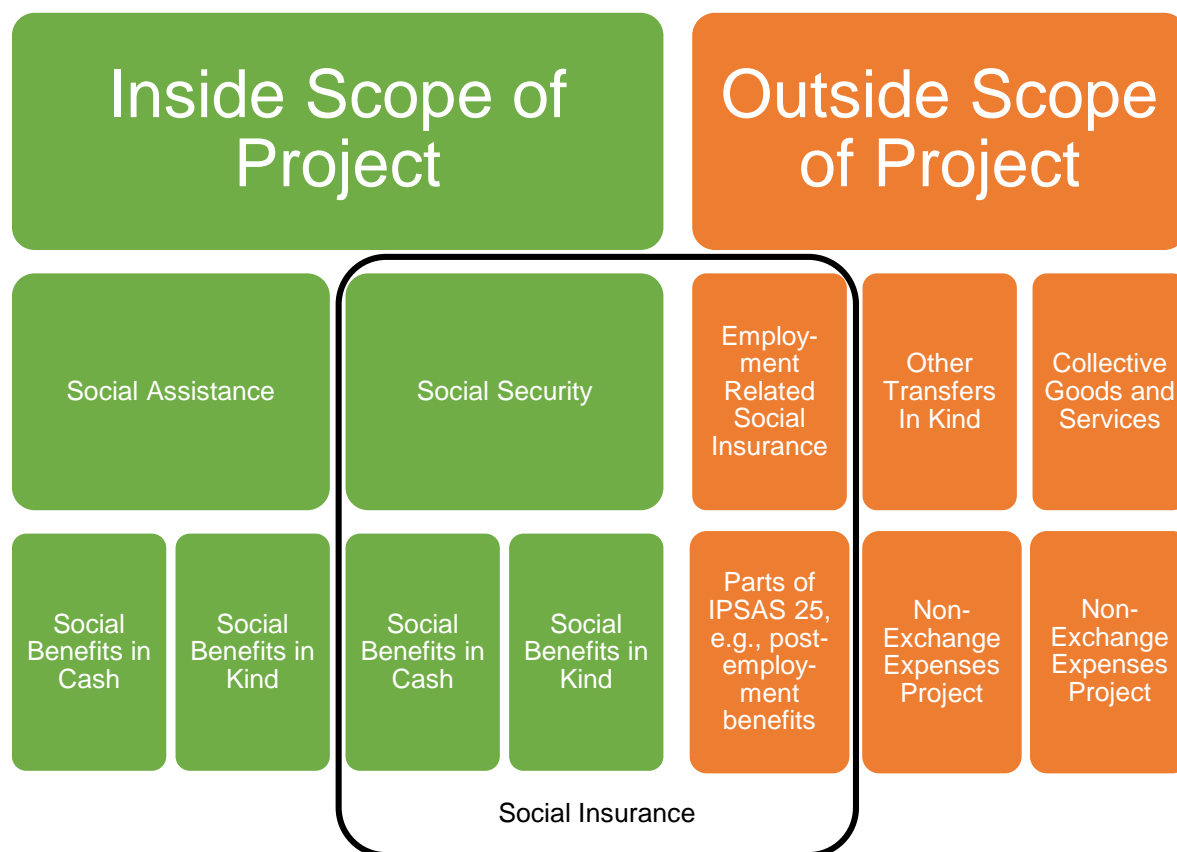 Inside Scope of
Project
Outside Scope
of Project
Social Assistance
Social Security
Employ-
ment
Related
Social
Insurance
Other
Transfers
In Kind
Collective
Goods and
Services
Social
Benefits in
Cash
Social
Benefits in
Kind
Social
Benefits in
Cash
Social
Benefits in
Kind
Parts of
IPSAS 25,
e.g., post-
employ-
ment
benefits
Non-
Exchange
Expenses
Project
Non-
Exchange
Expenses
Project
Social Insurance